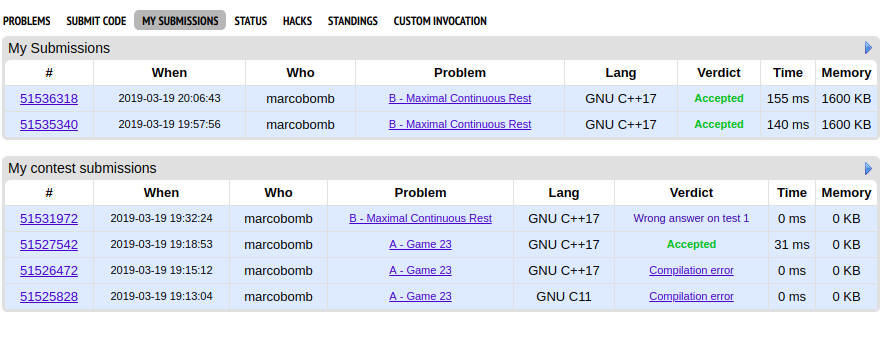 PROBLEMS SUBMIT CODE MY SUBMISSIONS STATUS HACKS STANDINGS CUSTOM INVOCATION
My Submissions
# When Who Problem Lang Verdict Time Memory
51536318 2019-03-19 20:06:43 marcobomb B - Maximal Continuous Rest GNU C++17 Accepted 155 ms 1600 KB
51535340 2019-03-19 19:57:56 marcobomb B - Maximal Continuous Rest GNU C++17 Accepted 140 ms 1600 KB
My contest submissions
# When Who Problem Lang Verdict Time Memory
51531972 2019-03-19 19:32:24 marcobomb B - Maximal Continuous Rest GNU C++17 Wrong answer on test 1 0 ms 0 KB
51527542 2019-03-19 19:18:53 marcobomb A - Game 23 GNU C++17 Accepted 31 ms 0 KB
51526472 2019-03-19 19:15:12 marcobomb A - Game 23 GNU C++17 Compilation error 0 ms 0 KB
51525828 2019-03-19 19:13:04 marcobomb A - Game 23 GNU C11 Compilation error 0 ms 0 KB